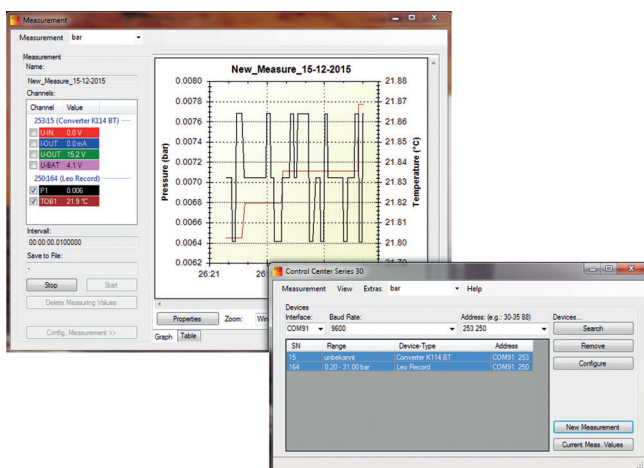 Measurement
Measurement bar
Measurement
Name:
New_Measure_15-12-2015
Channels:
Channel Value
253:15 (Converter K114 BT)
U-IN 0.0 V
I-OUT 0.0 mA
U-OUT 15.2 V
U-BAT 4.1 V
250:164 (Leo Record)
P1 0.006
TOB1 21.9 °C
Intervall:
00:00:00.0100000
Save to File:
-
Stop Start
Delete Measuring Values
Config. Measurement >>
New_Measure_15-12-2015
Pressure (bar)
0.0080
0.0078
0.0076
0.0074
0.0072
0.0070
0.0068
0.0066
0.0064
0.0062
21.88
21.87
21.86
21.85
21.84
21.83
21.82
21.81
21.80
21.79
Temperature (°C)
26:21 26:
Properties Zoom:
Graph Table
Control Center Series 30
Measurement View Extras bar Help
Devices
Interface: Baud Rate: Address: (e.g.: 30-35 88) Devices...
COM91 9600 253 250 Search
SN Range Device-Type Address
15 unbekannt Converter K114 BT COM91: 253
164 0.20 - 31.00 bar Leo Record COM91: 250
Remove
Configure
New Measurement
Current Meas. Values